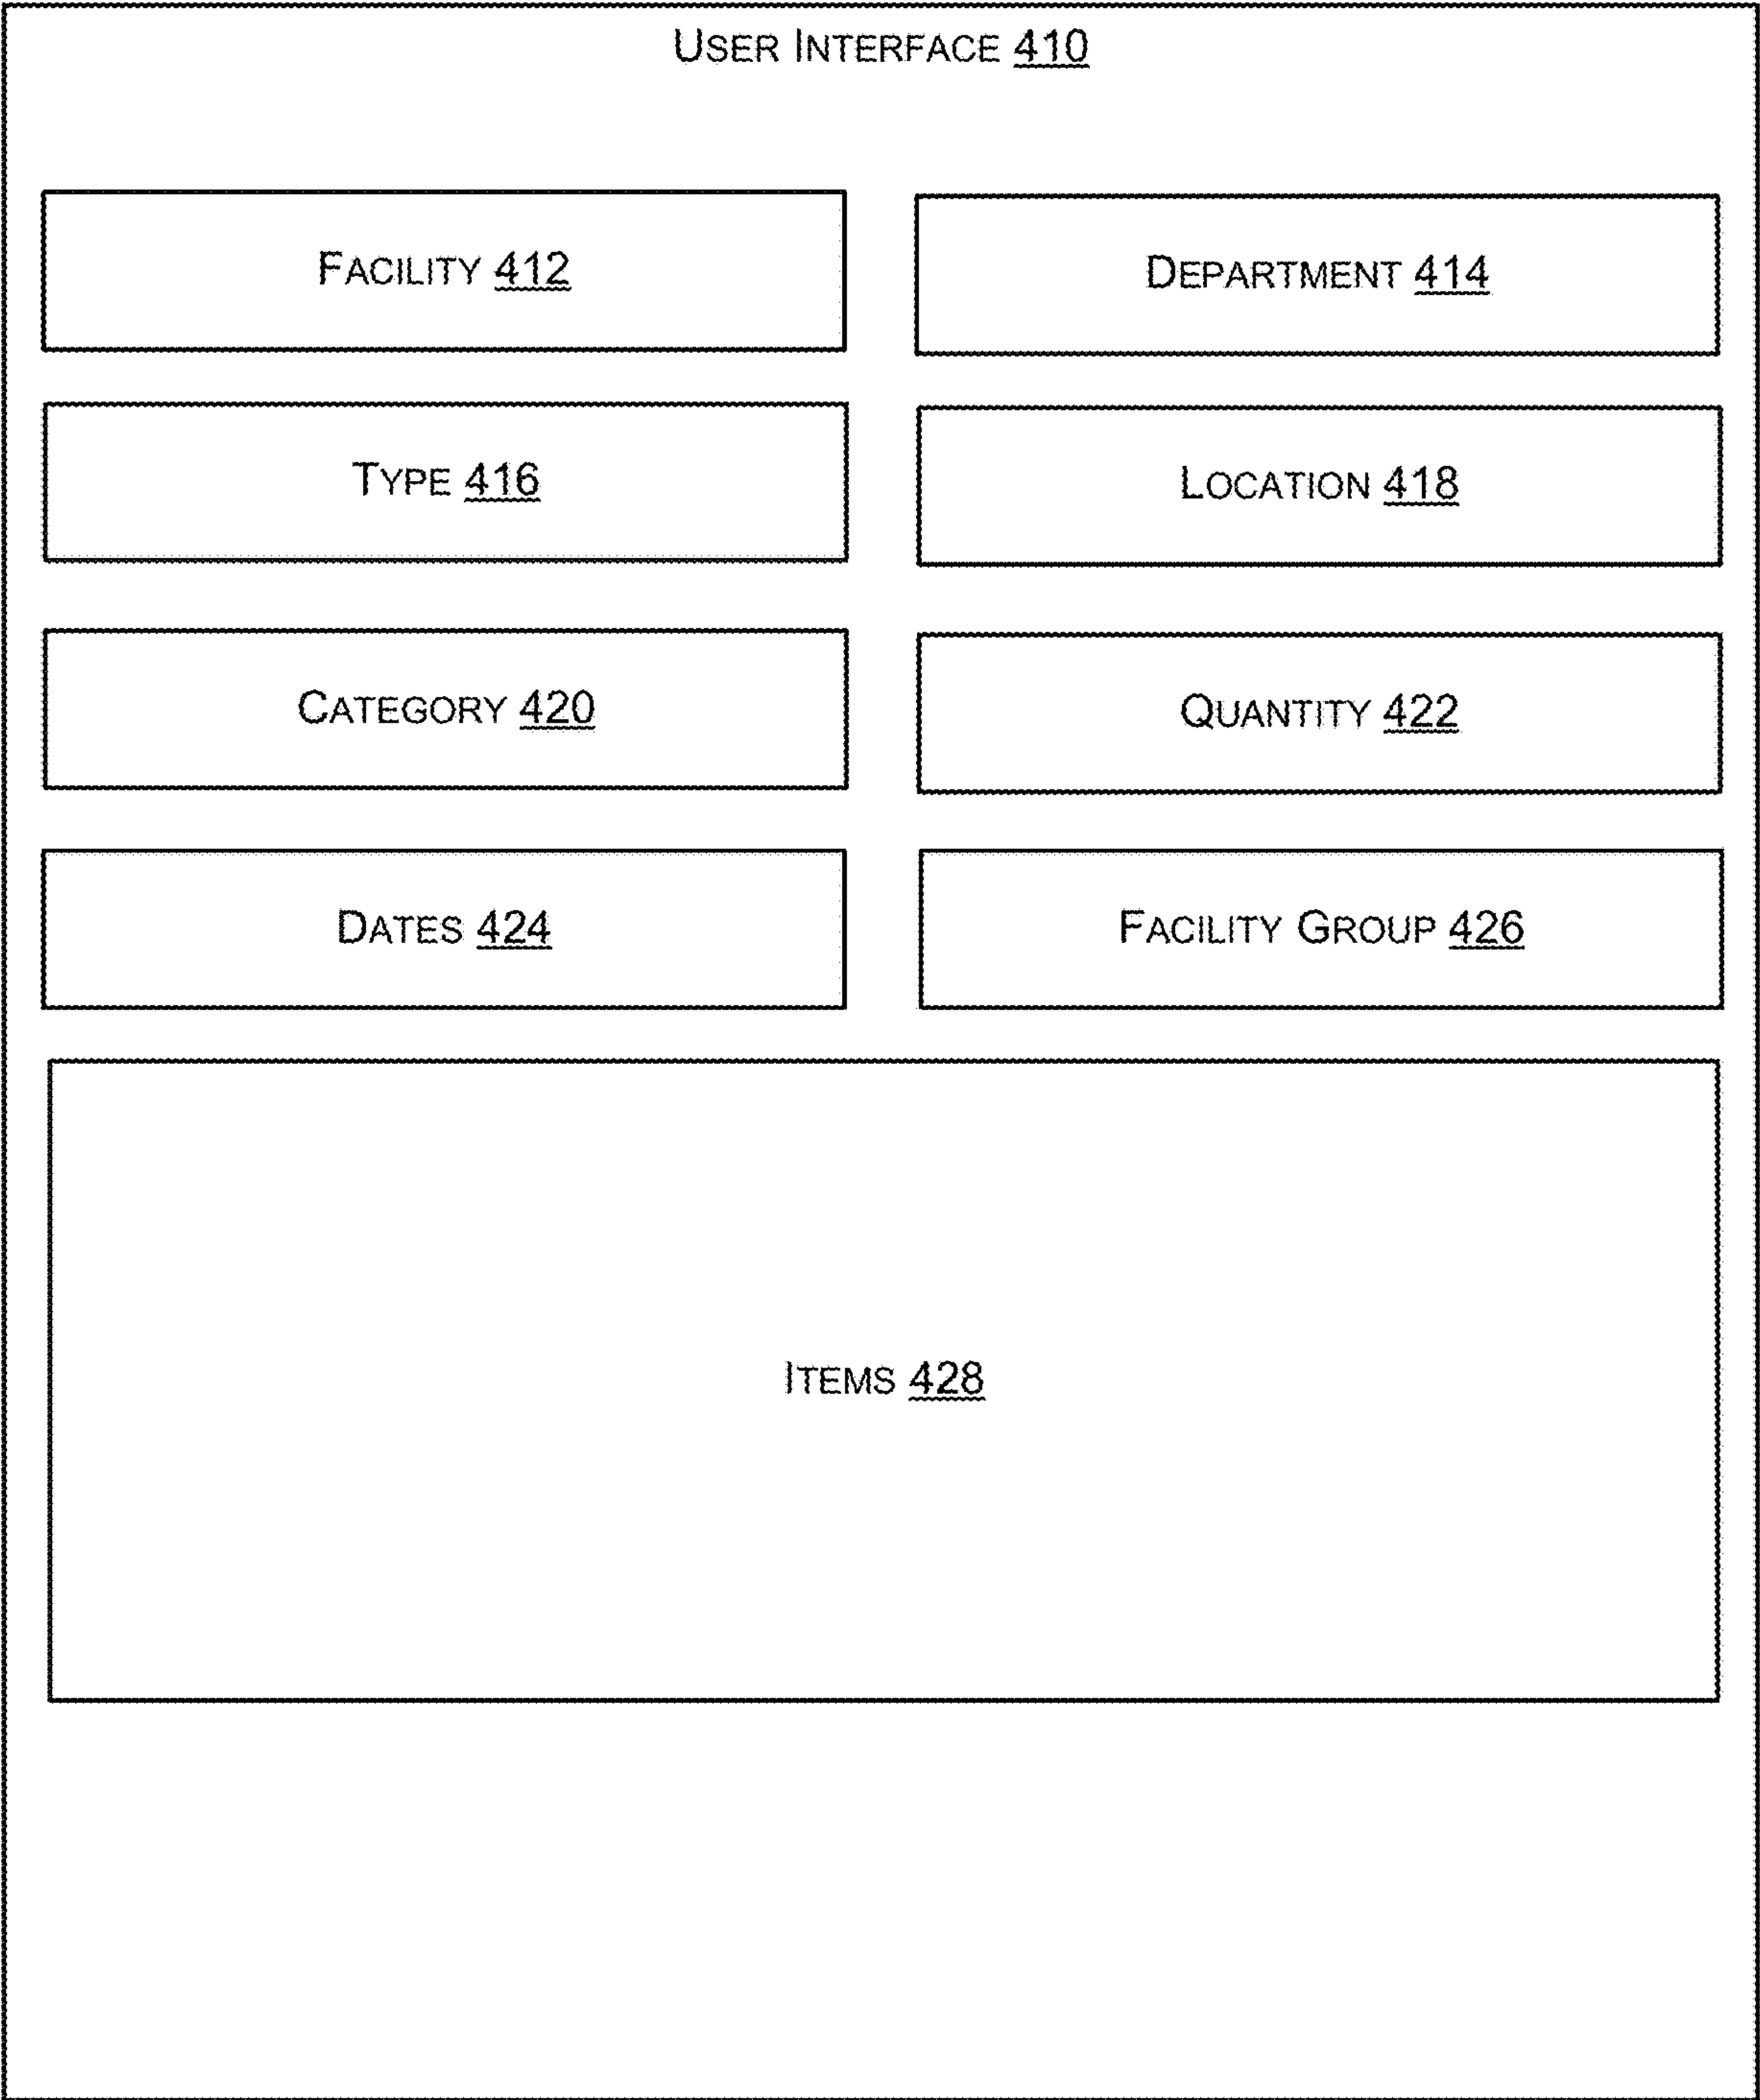 USER INTERFACE 410
FACILITY 412
DEPARTMENT 414
TYPE 416
LOCATION 418
CATEGORY 420
QUANTITY 422
DATES 424
FACILITY GROUP 426
ITEMS 428